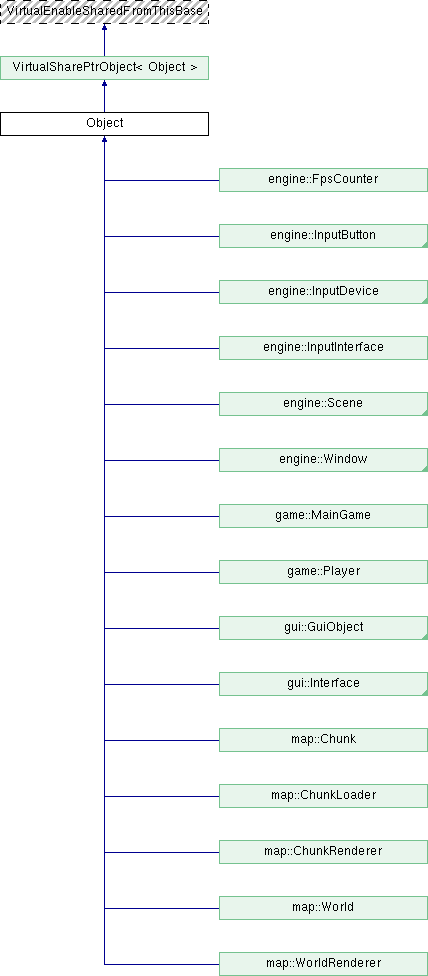 VirtualEnableSharedFromThisBase
VirtualSharePtrObject< Object >
Object
engine::FpsCounter
engine::InputButton
engine::InputDevice
engine::InputInterface
engine::Scene
engine::Window
game::MainGame
game::Player
gui::GuiObject
gui::Interface
map::Chunk
map::ChunkLoader
map::ChunkRenderer
map::World
map::WorldRenderer